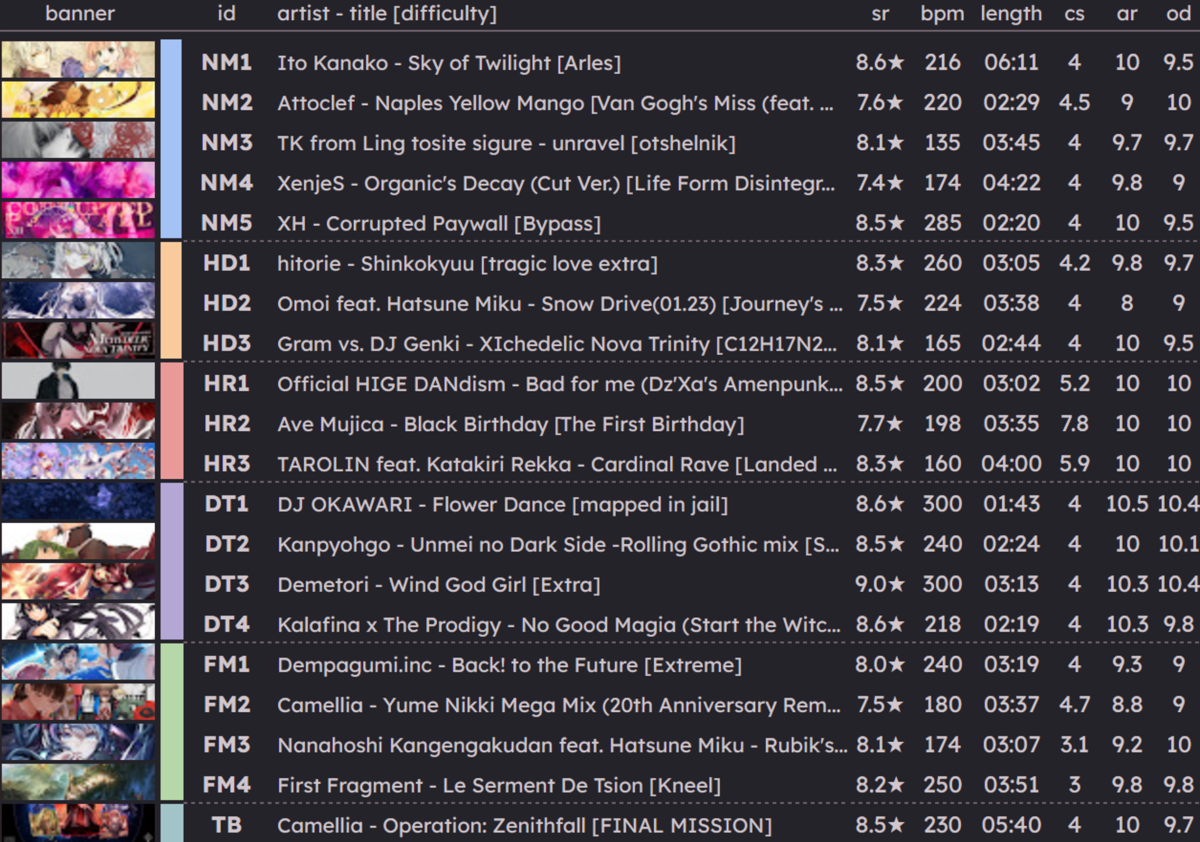 banner id artist - title [difficulty] sr bpm length cs ar od
NM1 Ito Kanako - Sky of Twilight [Arles] 8.6★ 216 06:11 4 10 9.5
NM2 Attoclef - Naples Yellow Mango [Van Gogh's Miss (feat. ... 7.6★ 220 02:29 4.5 9 10
NM3 TK from Ling tosite sigure - unravel [otshelnik] 8.1★ 135 03:45 4 9.7 9.7
NM4 XenjeS - Organic's Decay (Cut Ver.) [Life Form Disintegr... 7.4★ 174 04:22 4 9.8 9
NM5 XH - Corrupted Paywall [Bypass] 8.5★ 285 02:20 4 10 9.5
HD1 hitorie - Shinkokyuu [tragic love extra] 8.3★ 260 03:05 4.2 9.8 9.7
HD2 Omoi feat. Hatsune Miku - Snow Drive(01.23) [Journey's ... 7.5★ 224 03:38 4 8 9
HD3 Gram vs. DJ Genki - XIchedelic Nova Trinity [C12H17N2... 8.1★ 165 02:44 4 10 9.5
HR1 Official HIGE DANdism - Bad for me (Dz'Xa's Amenpunk... 8.5★ 200 03:02 5.2 10 10
HR2 Ave Mujica - Black Birthday [The First Birthday] 7.7★ 198 03:35 7.8 10 10
HR3 TAROLIN feat. Katakiri Rekka - Cardinal Rave [Landed ... 8.3★ 160 04:00 5.9 10 10
DT1 DJ OKAWARI - Flower Dance [mapped in jail] 8.6★ 300 01:43 4 10.5 10.4
DT2 Kanpyohgo - Unmei no Dark Side -Rolling Gothic mix [S... 8.5★ 240 02:24 4 10 10.1
DT3 Demetori - Wind God Girl [Extra] 9.0★ 300 03:13 4 10.3 10.4
DT4 Kalafina x The Prodigy - No Good Magia (Start the Witc... 8.6★ 218 02:19 4 10.3 9.8
FM1 Dempagumi.inc - Back! to the Future [Extreme] 8.0★ 240 03:19 4 9.3 9
FM2 Camellia - Yume Nikki Mega Mix (20th Anniversary Rem... 7.5★ 180 03:37 4.7 8.8 9
FM3 Nanahoshi Kangengakudan feat. Hatsune Miku - Rubik's... 8.1★ 174 03:07 3.1 9.2 10
FM4 First Fragment - Le Serment De Tsion [Kneel] 8.2★ 250 03:51 3 9.8 9.8
TB Camellia - Operation: Zenithfall [FINAL MISSION] 8.5★ 230 05:40 4 10 9.7